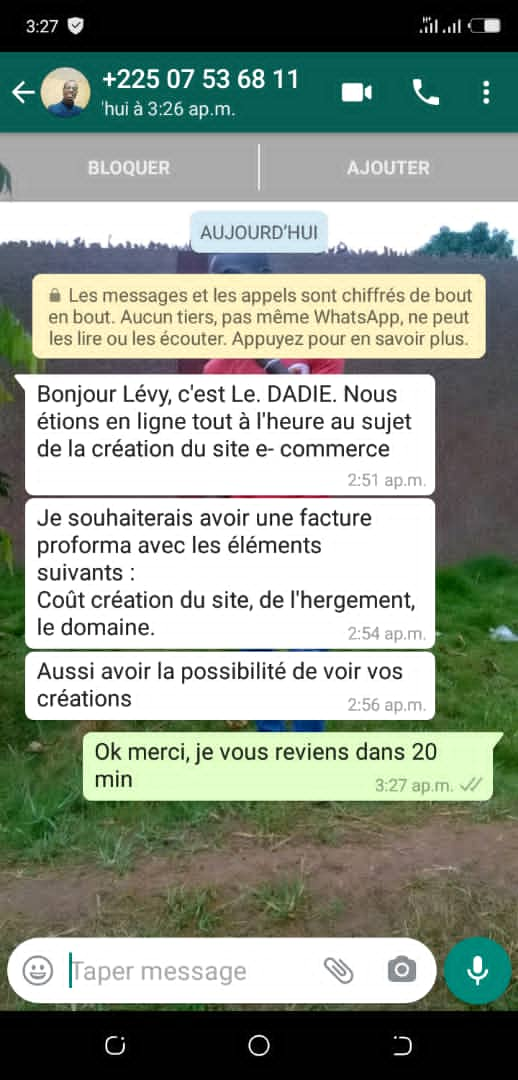 3:27
+225 07 53 68 11
'hui à 3:26 ap.m.
BLOQUER
AJOUTER
AUJOURD'HUI
Les messages et les appels sont chiffrés de bout
en bout. Aucun tiers, pas même WhatsApp, ne peut
les lire ou les écouter. Appuyez pour en savoir plus.
Bonjour Lévy, c'est Le. DADIE. Nous
étions en ligne tout à l'heure au sujet
de la création du site e- commerce
2:51 ap.m.
Je souhaiterais avoir une facture
proforma avec les éléments
suivants :
Coût création du site, de l'hergement,
le domaine.
2:54 ap.m.
Aussi avoir la possibilité de voir vos
créations
2:56 ap.m.
Ok merci, je vous reviens dans 20
min
3:27 ap.m.
Taper message